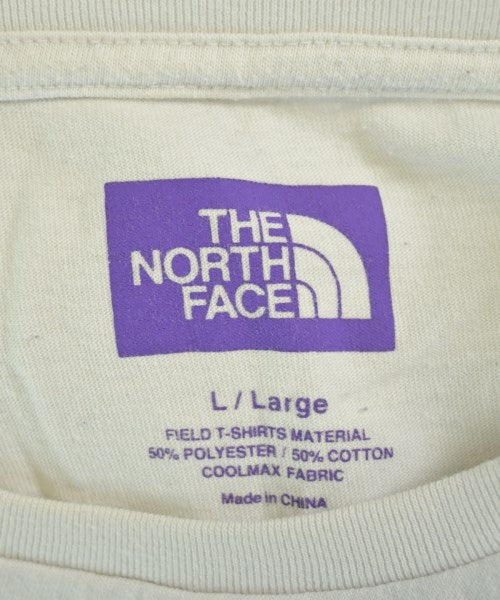 THE
NORTH
FACE
L / Large
FIELD T-SHIRTS MATERIAL
50% POLYESTER / 50% COTTON
COOLMAX FABRIC
Made in CHINA